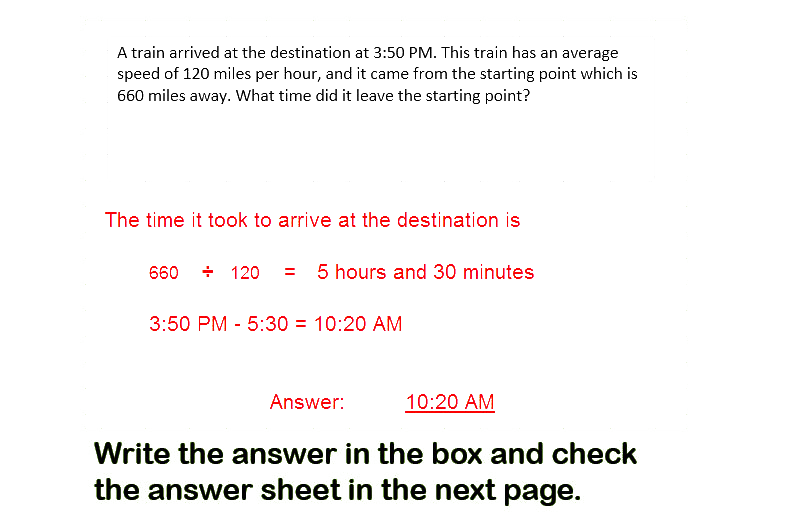 A train arrived at the destination at 3:50 PM. This train has an average
speed of 120 miles per hour, and it came from the starting point which is
660 miles away. What time did it leave the starting point?
The time it took to arrive at the destination is
660 ÷ 120 = 5 hours and 30 minutes
3:50 PM - 5:30 = 10:20 AM
Answer: 10:20 AM
Write the answer in the box and check
the answer sheet in the next page.